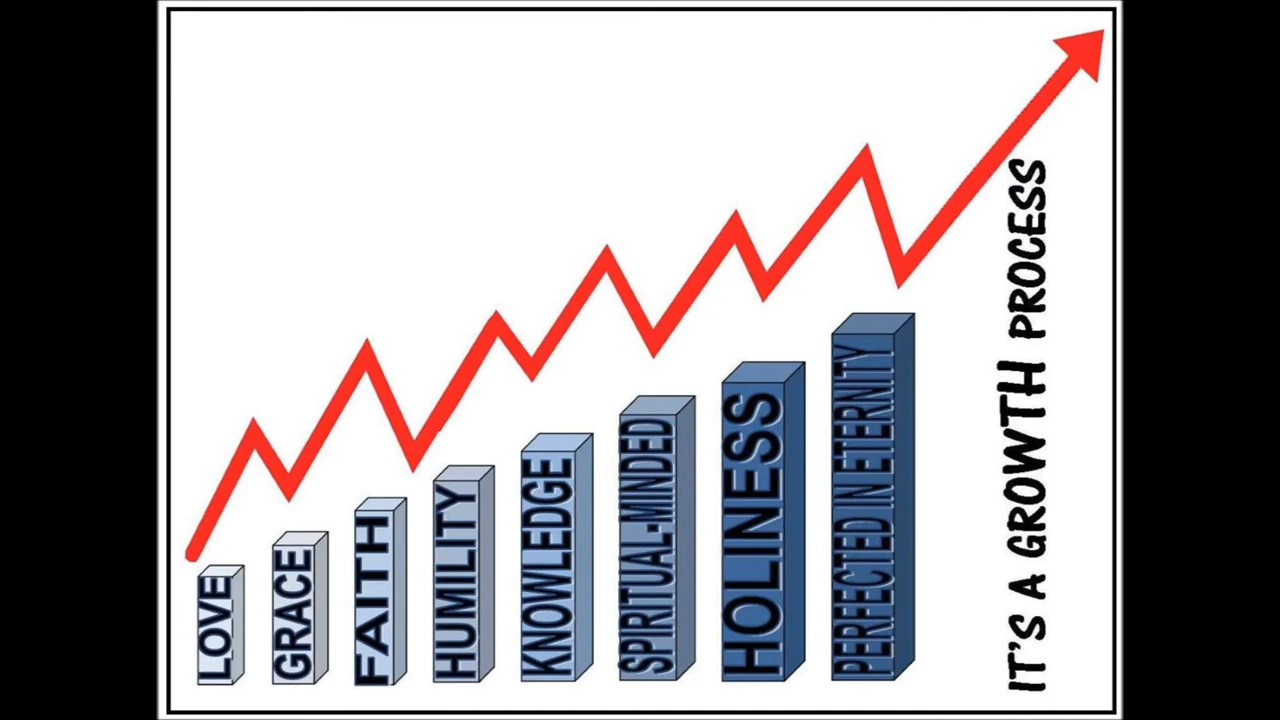 LOVE
GRACE
FAITH
HUMILITY
KNOWLEDGE
SPIRITUAL-MINDED
HOLINESS
PERFECTED IN ETERNITY
IT'S A GROWTH PROCESS